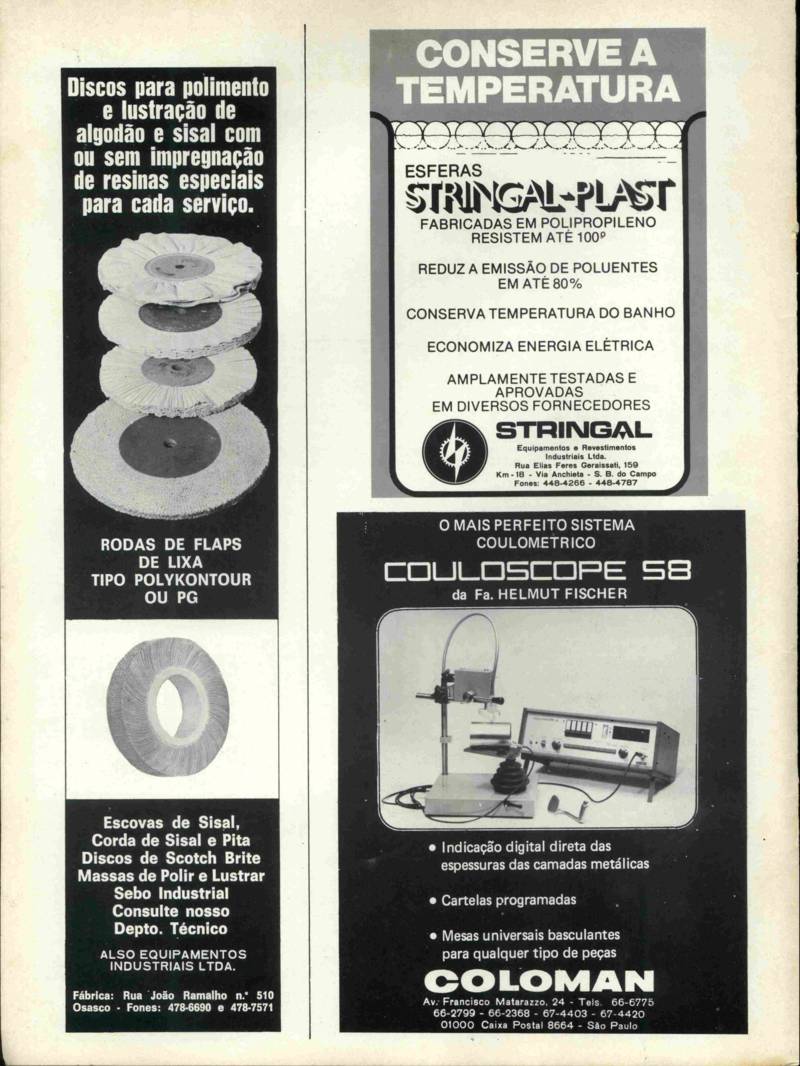 Discos para polimento
e lustração de
algodão e sisal com
ou sem impregnação
de resinas especiais
para cada serviço.
RODAS DE FLAPS
DE LIXA
TIPO POLYKONTOUR
OU PG
Escovas de Sisal,
Corda de Sisal e Pita
Discos de Scotch Brite
Massas de Polir e Lustrar
Sebo Industrial
Consulte nosso
Depto. Técnico
ALSO EQUIPAMENTOS
INDUSTRIAIS LTDA.
Fábrica: Rua João Ramalho n.º 510
Osasco - Fones: 478-6690 e 478-7571
CONSERVE A
TEMPERATURA
ESFERAS
STRINGAL-PLAST
FABRICADAS EM POLIPROPILENO
RESISTEM ATÉ 100º
REDUZ A EMISSÃO DE POLUENTES
EM ATÉ 80%
CONSERVA TEMPERATURA DO BANHO
ECONOMIZA ENERGIA ELÉTRICA
AMPLAMENTE TESTADAS E
APROVADAS
EM DIVERSOS FORNECEDORES
STRINGAL
Equipamentos e Revestimentos
Industriais Ltda.
Rua Elias Feres Geraissati, 159
Km - 18 - Via Anchieta - S. B. do Campo
Fones: 448-4266 - 448-4787
O MAIS PERFEITO SISTEMA
COULOMETRICO
COULOSCOPE S8
da Fa. HELMUT FISCHER
• Indicação digital direta das
espessuras das camadas metálicas
• Cartelas programadas
• Mesas universais basculantes
para qualquer tipo de peças
COLOMAN
Av. Francisco Matarazzo, 24 - Tels. 66-6775
66-2799 - 66-2368 - 67-4403 - 67-4420
01000 Caixa Postal 8664 - São Paulo